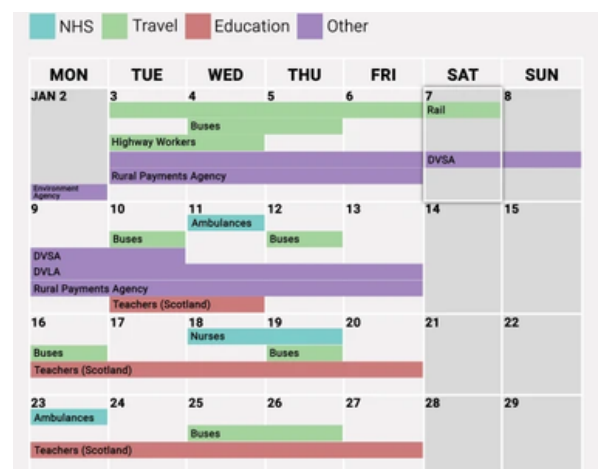 NHS Travel Education Other
MON TUE WED THU FRI SAT SUN
JAN 2 3 4 5 6 7 8
Rail
Buses
Highway Workers
DVSA
Rural Payments Agency
Environment
Agency
9 10 11 12 13 14 15
Ambulances
Buses Buses
DVSA
DVLA
Rural Payments Agency
Teachers (Scotland)
16 17 18 19 20 21 22
Nurses
Buses Buses
Teachers (Scotland)
23 24 25 26 27 28 29
Ambulances
Buses
Teachers (Scotland)